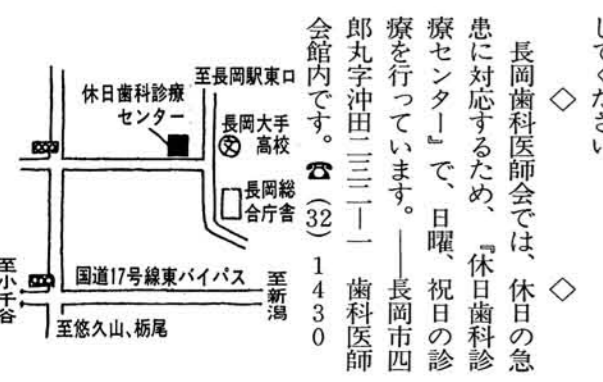 してください
◇　◇
長岡歯科医師会では、休日の急
患に対応するため、『休日歯科診
療センター』で、日曜、祝日の診
療を行っています。――長岡市四
郎丸字沖田二三二―一　歯科医師
会館内です。☎(32)1430
至長岡駅東口
休日歯科診療
センター
長岡大手
高校
文
長岡総
合庁舎
国道17号線東バイパス
至新潟
至小千谷
至悠久山、栃尾